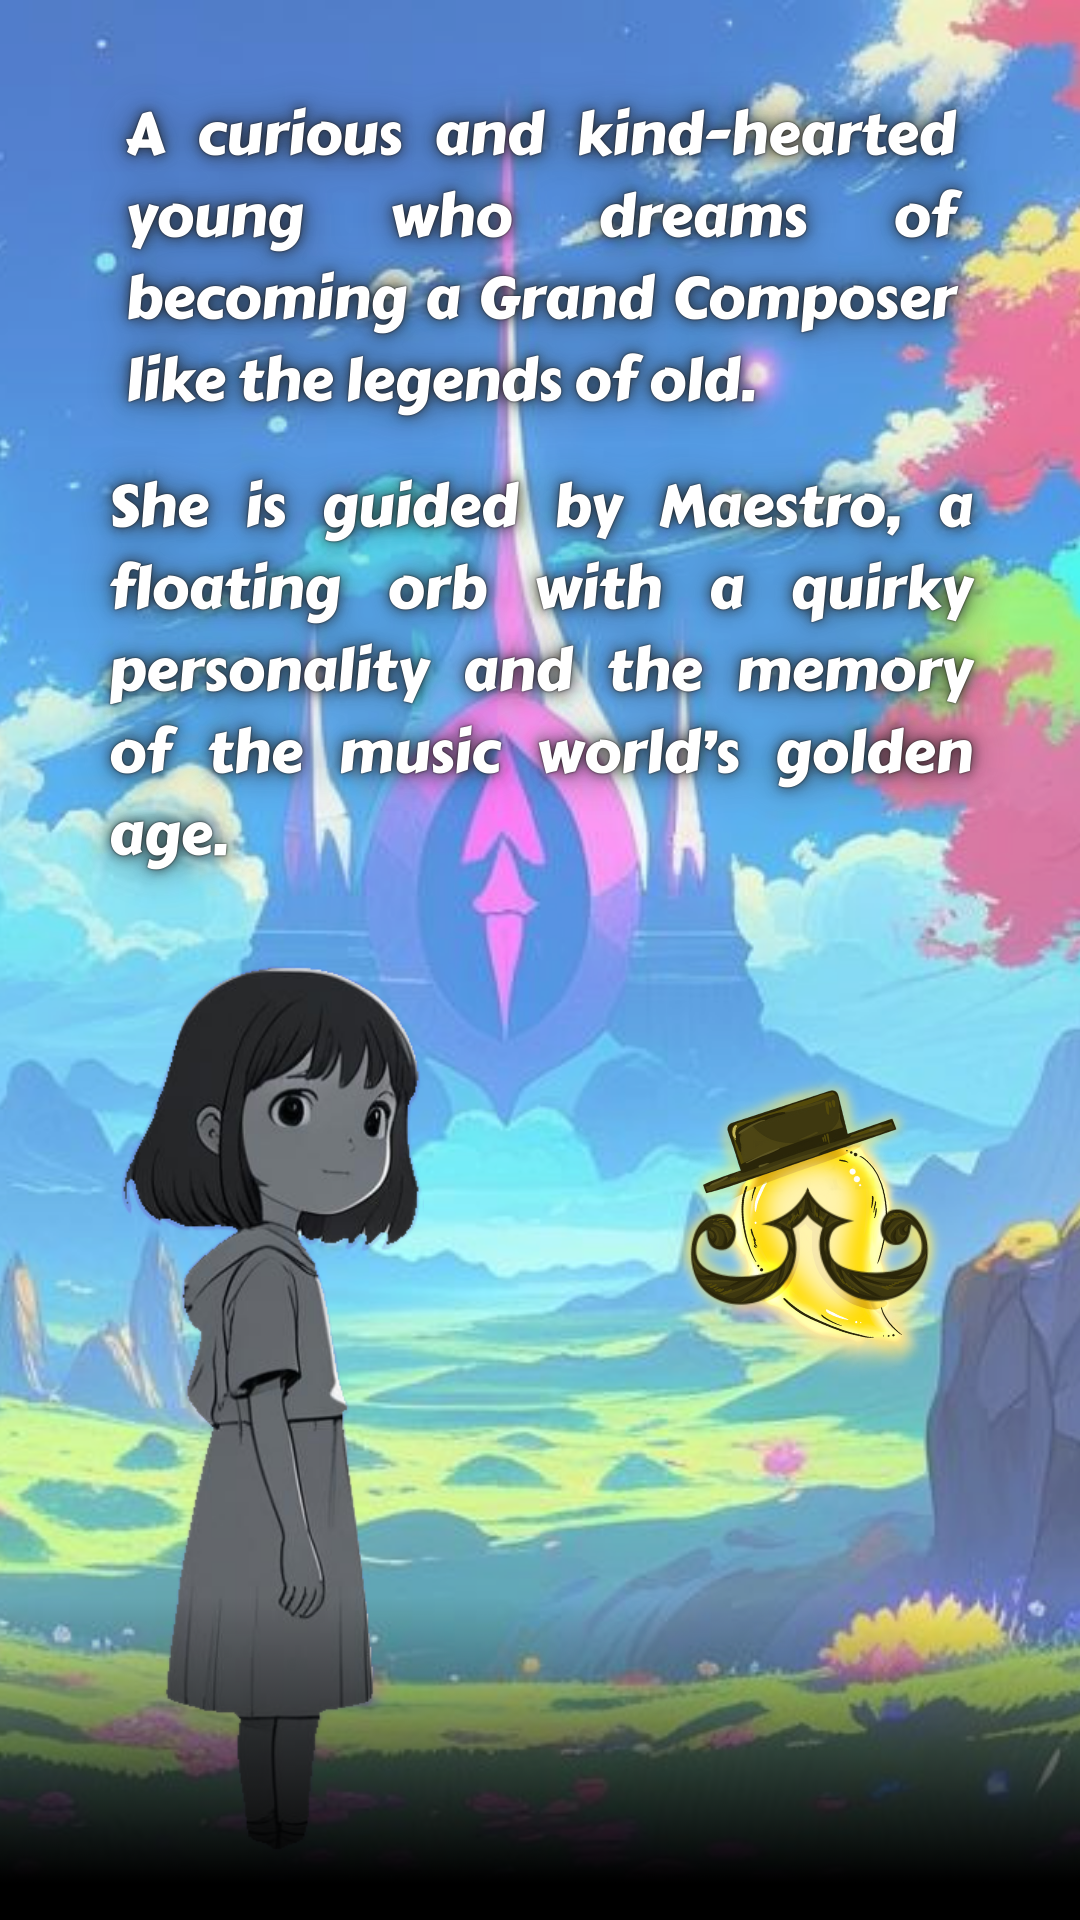 A curious and kind-hearted
young who dreams of
becoming a Grand Composer
like the legends of old.
She is guided by Maestro, a
floating orb with a quirky
personality and the memory
of the music world’s golden
age.